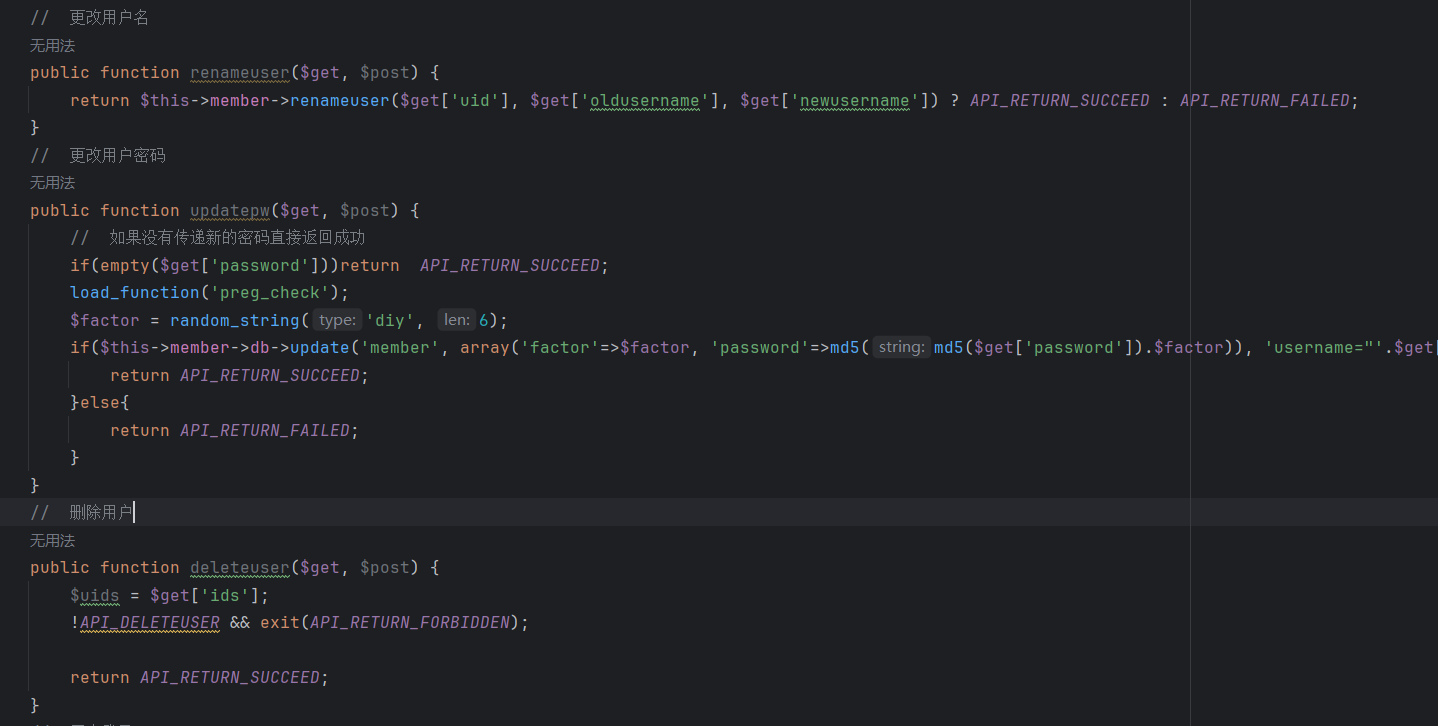 //  更改用户名
无用法
public function renameuser($get, $post) {
    return $this->member->renameuser($get['uid'], $get['oldusername'], $get['newusername']) ? API_RETURN_SUCCEED : API_RETURN_FAILED;
}
//  更改用户密码
无用法
public function updatepw($get, $post) {
    //  如果没有传递新的密码直接返回成功
    if(empty($get['password']))return  API_RETURN_SUCCEED;
    load_function('preg_check');
    $factor = random_string( type: 'diy',  len: 6);
    if($this->member->db->update('member', array('factor'=>$factor, 'password'=>md5( string: md5($get['password']).$factor)), 'username="'.$get[
        return API_RETURN_SUCCEED;
    }else{
        return API_RETURN_FAILED;
    }
}
//  删除用户
无用法
public function deleteuser($get, $post) {
    $uids = $get['ids'];
    !API_DELETEUSER && exit(API_RETURN_FORBIDDEN);
    return API_RETURN_SUCCEED;
}